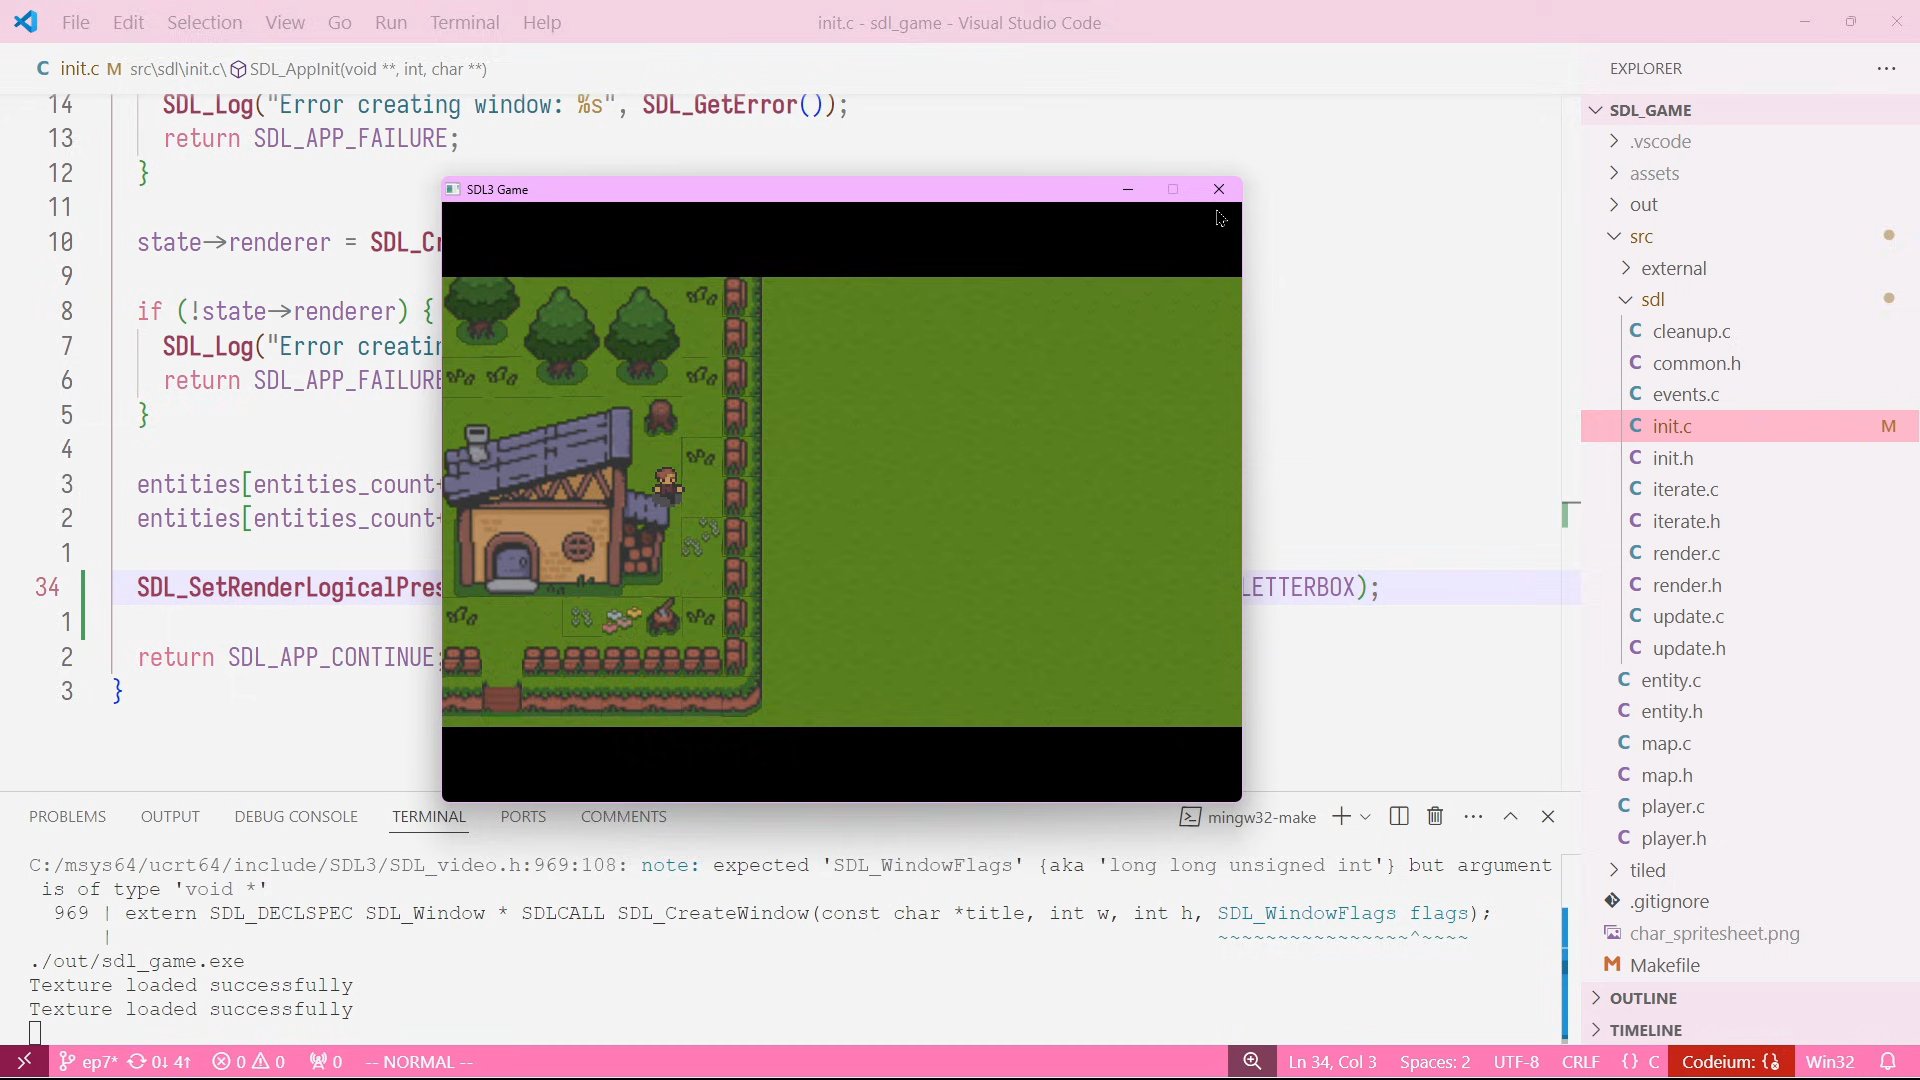 File Edit Selection View Go Run Terminal Help
init.c - sdl_game - Visual Studio Code
C init.c M src\sdl\init.c\ SDL_AppInit(void **, int, char **)
14 SDL_Log("Error creating window: %s", SDL_GetError());
13 return SDL_APP_FAILURE;
12 }
11
10 state->renderer = SDL_Cr
9
8 if (!state->renderer) {
7 SDL_Log("Error creatin
6 return SDL_APP_FAILURE
5 }
4
3 entities[entities_count+
2 entities[entities_count+
1
34 SDL_SetRenderLogicalPres LETTERBOX);
1
2 return SDL_APP_CONTINUE;
3 }
SDL3 Game
EXPLORER
SDL_GAME
.vscode
assets
out
src
external
sdl
C cleanup.c
C common.h
C events.c
C init.c M
C init.h
C iterate.c
C iterate.h
C render.c
C render.h
C update.c
C update.h
C entity.c
C entity.h
C map.c
C map.h
C player.c
C player.h
tiled
.gitignore
char_spritesheet.png
M Makefile
OUTLINE
TIMELINE
PROBLEMS OUTPUT DEBUG CONSOLE TERMINAL PORTS COMMENTS
mingw32-make
C:/msys64/ucrt64/include/SDL3/SDL_video.h:969:108: note: expected 'SDL_WindowFlags' {aka 'long long unsigned int'} but argument
is of type 'void *'
969 | extern SDL_DECLSPEC SDL_Window * SDLCALL SDL_CreateWindow(const char *title, int w, int h, SDL_WindowFlags flags);
| ~~~~~~~~~~~~~~~~^~~~~
./out/sdl_game.exe
Texture loaded successfully
Texture loaded successfully
ep7* 0↓ 4↑ 0 0 0 -- NORMAL --
Ln 34, Col 3 Spaces: 2 UTF-8 CRLF {} C Codeium: {} Win32